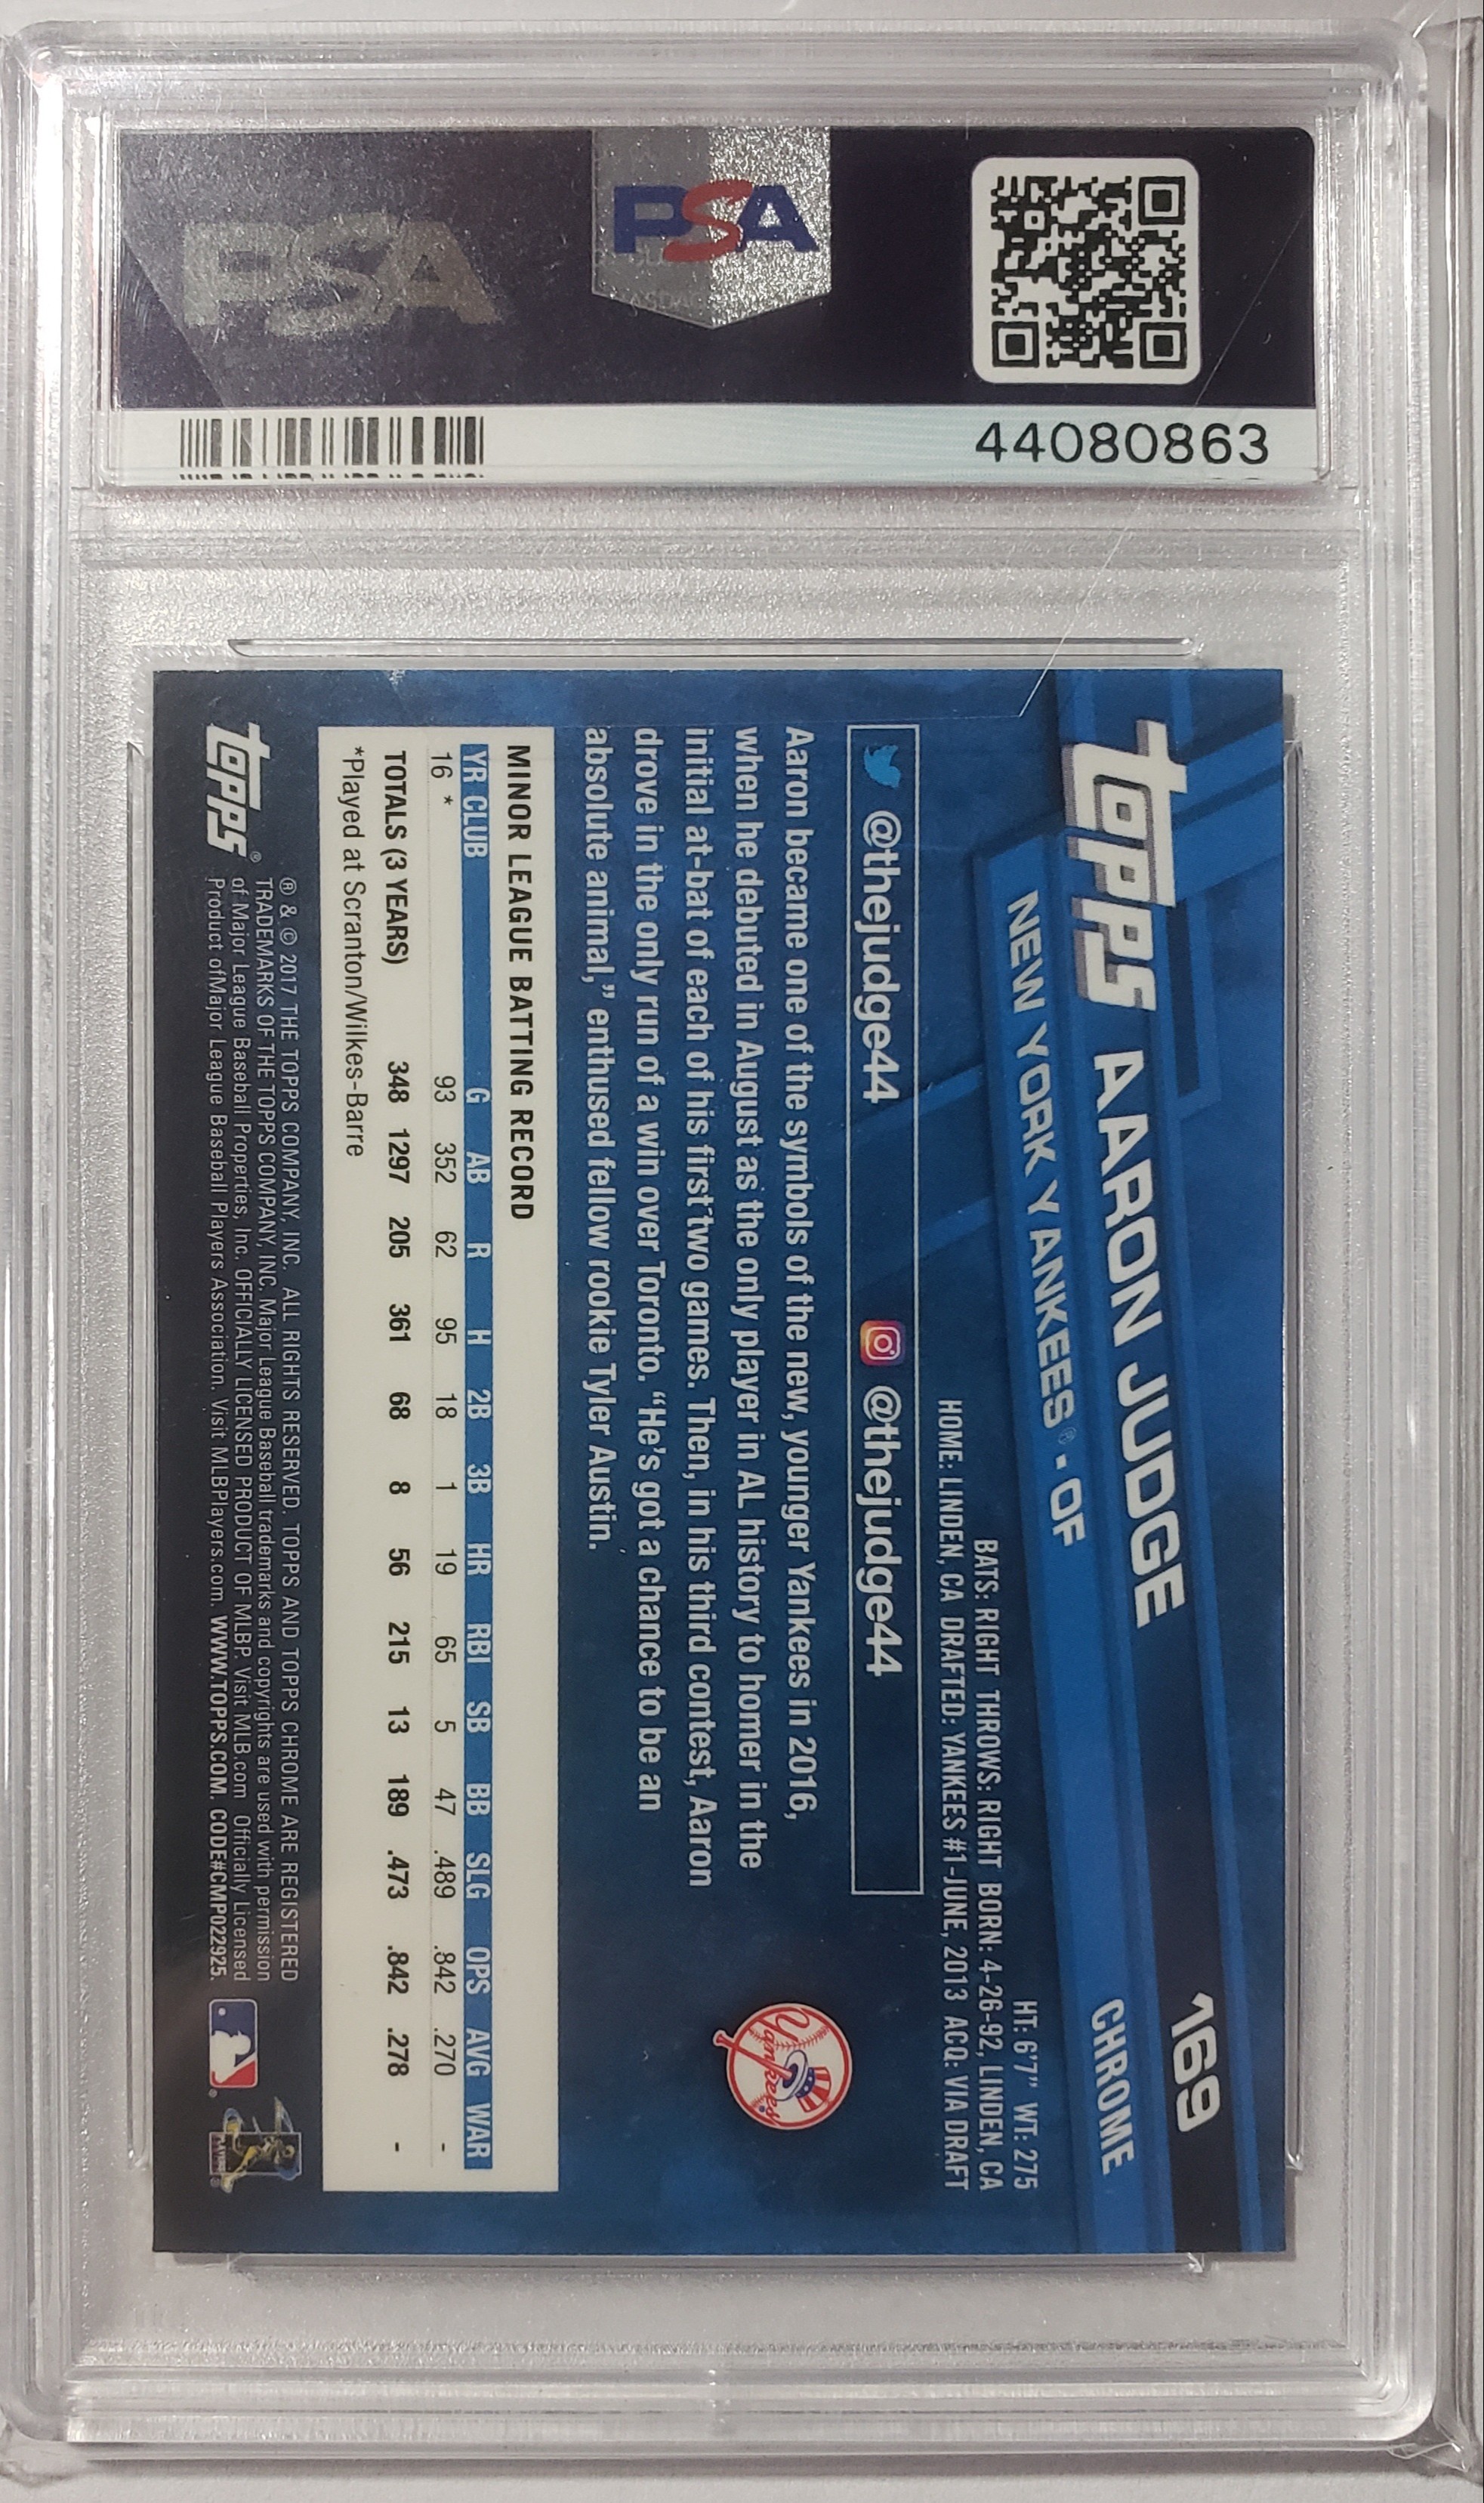 PSA
PSA
44080863
169
topps AARON JUDGE
CHROME
NEW YORK YANKEES® • OF
HT: 6'7" WT: 275
BATS: RIGHT THROWS: RIGHT BORN: 4-26-92, LINDEN, CA
HOME: LINDEN, CA DRAFTED: YANKEES #1-JUNE, 2013 ACQ: VIA DRAFT
@thejudge44 @thejudge44
Aaron became one of the symbols of the new, younger Yankees in 2016,
when he debuted in August as the only player in AL history to homer in the
initial at-bat of each of his first two games. Then, in his third contest, Aaron
drove in the only run of a win over Toronto. “He’s got a chance to be an
absolute animal,” enthused fellow rookie Tyler Austin.
Yankees
MINOR LEAGUE BATTING RECORD
YR CLUB G AB R H 2B 3B HR RBI SB BB SLG OPS AVG WAR
16 * 93 352 62 95 18 1 19 65 5 47 .489 .842 .270 -
TOTALS (3 YEARS) 348 1297 205 361 68 8 56 215 13 189 .473 .842 .278 -
*Played at Scranton/Wilkes-Barre
topps®
® & © 2017 THE TOPPS COMPANY, INC. ALL RIGHTS RESERVED. TOPPS AND TOPPS CHROME ARE REGISTERED
TRADEMARKS OF THE TOPPS COMPANY, INC. Major League Baseball trademarks and copyrights are used with permission
of Major League Baseball Properties, Inc. OFFICIALLY LICENSED PRODUCT OF MLBP. Visit MLB.com Officially Licensed
Product ofMajor League Baseball Players Association. Visit MLBPlayers.com. WWW.TOPPS.COM. CODE#CMP022925.